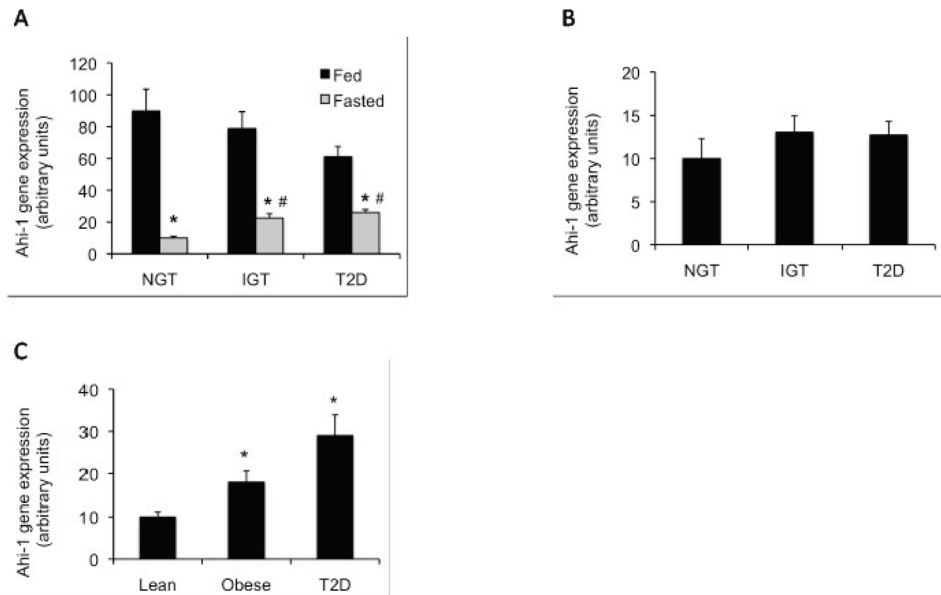 A
Ahi-1 gene expression
(arbitrary units)
120
100
80
60
40
20
0
Fed
Fasted
*
* #
* #
NGT IGT T2D
B
Ahi-1 gene expression
(arbitrary units)
20
15
10
5
0
NGT IGT T2D
C
Ahi-1 gene expression
(arbitrary units)
40
30
20
10
0
*
*
Lean Obese T2D